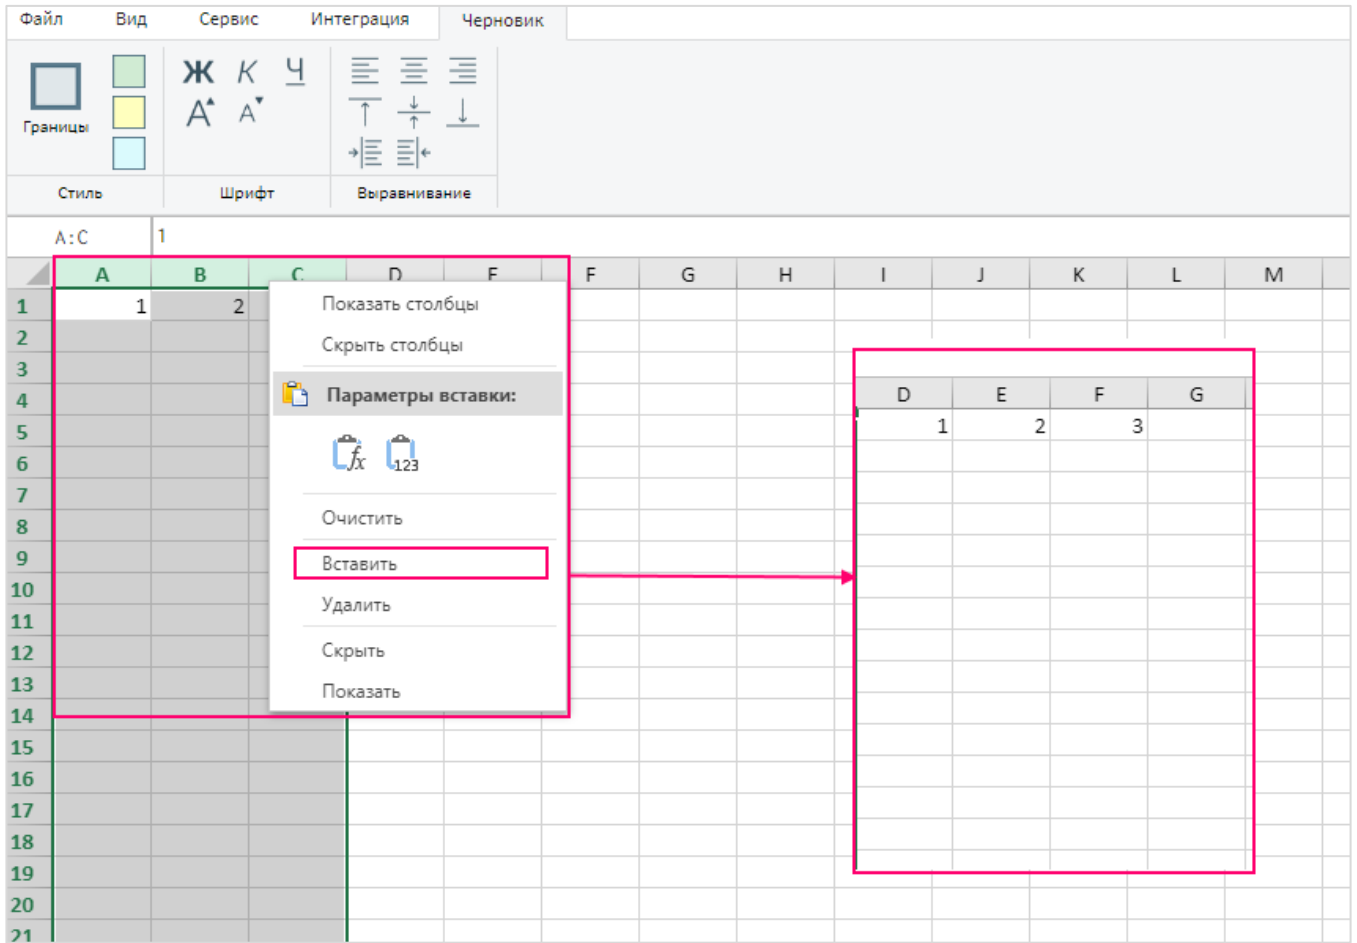 Файл Вид Сервис Интеграция Черновик
Ж К Ч
А А
Границы
Стиль Шрифт Выравнивание
A:C 1
A B C D E F G H I J K L M
1 1 2
2
3
4
5
6
7
8
9
10
11
12
13
14
15
16
17
18
19
20
21
Показать столбцы
Скрыть столбцы
Параметры вставки:
fx 123
Очистить
Вставить
Удалить
Скрыть
Показать
D E F G
1 2 3